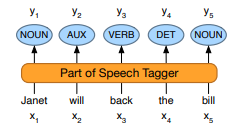 y₁ y₂ y₃ y₄ y₅
NOUN AUX VERB DET NOUN
Part of Speech Tagger
Janet will back the bill
x₁ x₂ x₃ x₄ x₅